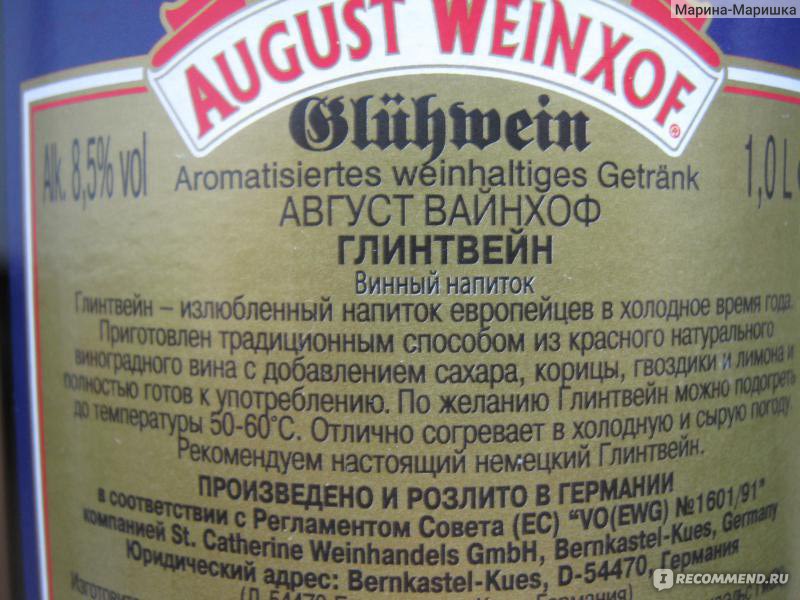 Марина-Маришка
AUGUST WEINXOF®
Glühwein
Alk. 8,5% vol
Aromatisiertes weinhaltiges Getränk
1,0 L
АВГУСТ ВАЙНХОФ
ГЛИНТВЕЙН
Винный напиток
Глинтвейн – излюбленный напиток европейцев в холодное время года.
Приготовлен традиционным способом из красного натурального
виноградного вина с добавлением сахара, корицы, гвоздики и лимона и
полностью готов к употреблению. По желанию Глинтвейн можно подогреть
до температуры 50-60°С. Отлично согревает в холодную и сырую погоду.
Рекомендуем настоящий немецкий Глинтвейн.
ПРОИЗВЕДЕНО И РОЗЛИТО В ГЕРМАНИИ
в соответствии с Регламентом Совета (ЕС) "VO(EWG) №1601/91"
компанией St. Catherine Weinhandels GmbH, Bernkastel-Kues, Germany
Юридический адрес: Bernkastel-Kues, D-54470, Германия
I RECOMMEND.RU